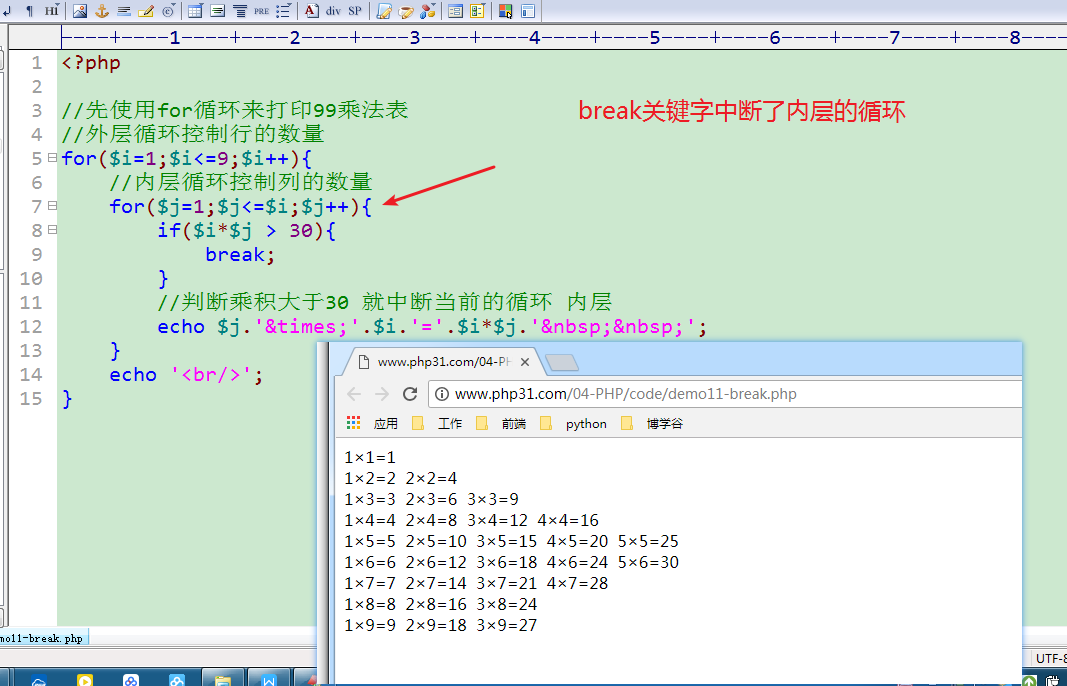 HI PRE A div SP
1 2 3 4 5 6 7 8
1 <?php
2
3 //先使用for循环来打印99乘法表
break关键字中断了内层的循环
4 //外层循环控制行的数量
5 for($i=1;$i<=9;$i++){
6 //内层循环控制列的数量
7 for($j=1;$j<=$i;$j++){
8 if($i*$j > 30){
9 break;
10 }
11 //判断乘积大于30 就中断当前的循环 内层
12 echo $j.'&times;'.$i.'='.$i*$j.'&nbsp;&nbsp;';
13 }
14 echo '<br/>';
15 }
www.php31.com/04-PH
www.php31.com/04-PHP/code/demo11-break.php
应用 工作 前端 python 博学谷
1×1=1
1×2=2 2×2=4
1×3=3 2×3=6 3×3=9
1×4=4 2×4=8 3×4=12 4×4=16
1×5=5 2×5=10 3×5=15 4×5=20 5×5=25
1×6=6 2×6=12 3×6=18 4×6=24 5×6=30
1×7=7 2×7=14 3×7=21 4×7=28
1×8=8 2×8=16 3×8=24
1×9=9 2×9=18 3×9=27
mo11-break.php
UTF-8